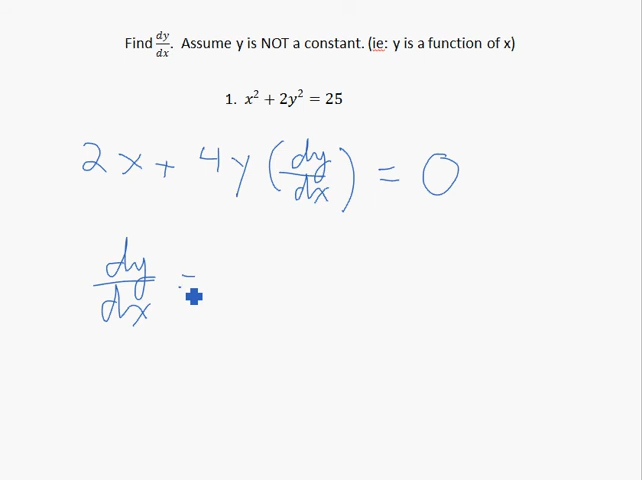 Find dy/dx. Assume y is NOT a constant. (ie: y is a function of x)
1. x² + 2y² = 25
2x + 4y (dy/dx) = 0
dy/dx =